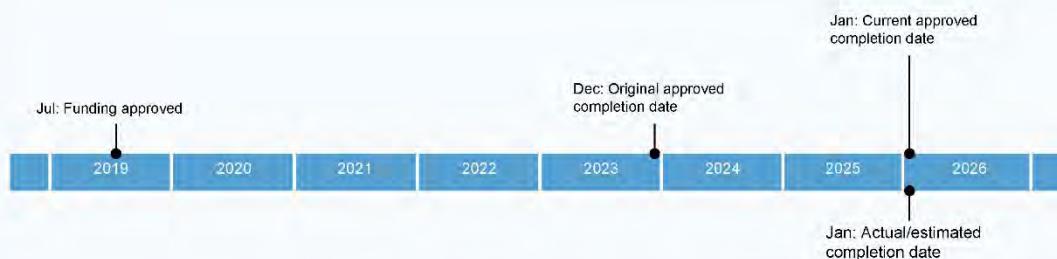 Jan: Current approved
completion date
Dec: Original approved
completion date
Jul: Funding approved
2019
2020
2021
2022
2023
2024
2025
2026
Jan: Actual/estimated
completion date